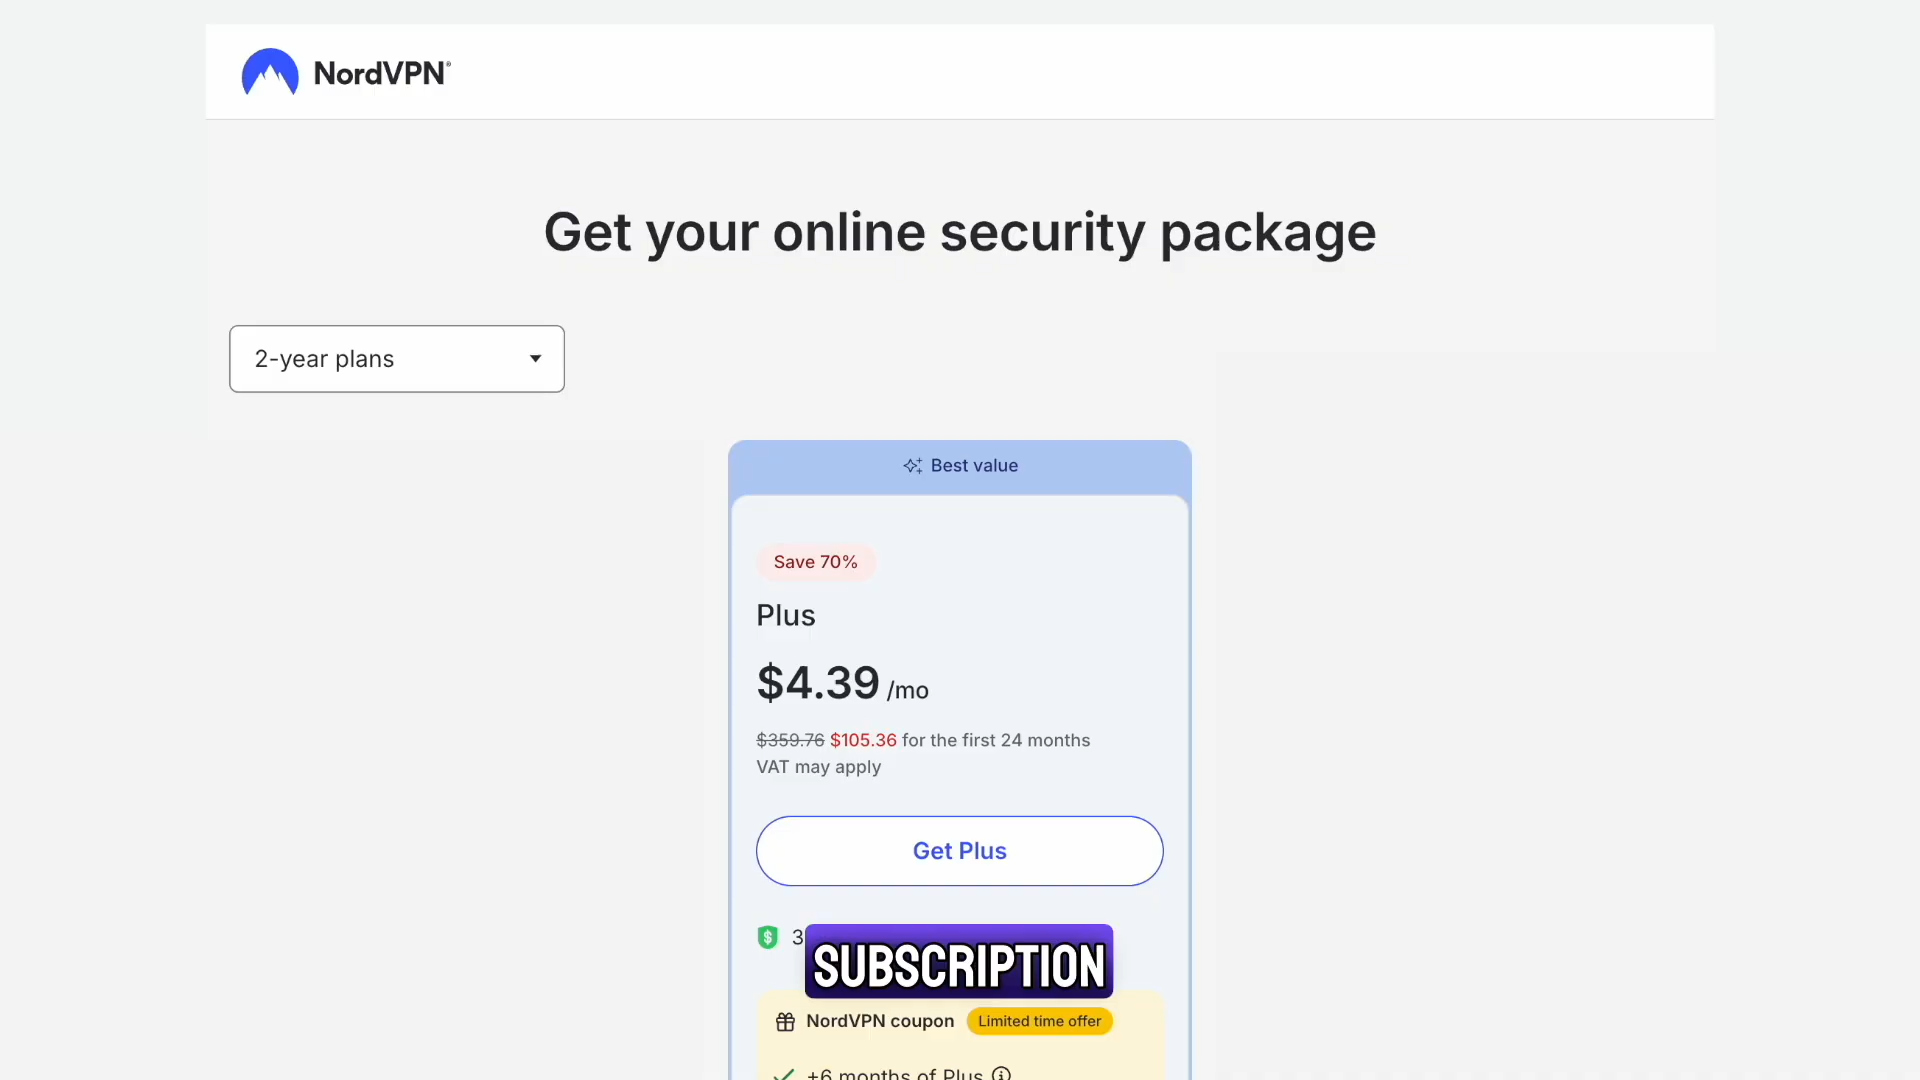 NordVPN®
Get your online security package
2-year plans
Best value
Save 70%
Plus
$4.39 /mo
$359.76 $105.36 for the first 24 months
VAT may apply
Get Plus
3
SUBSCRIPTION
NordVPN coupon Limited time offer
+6 months of Plus